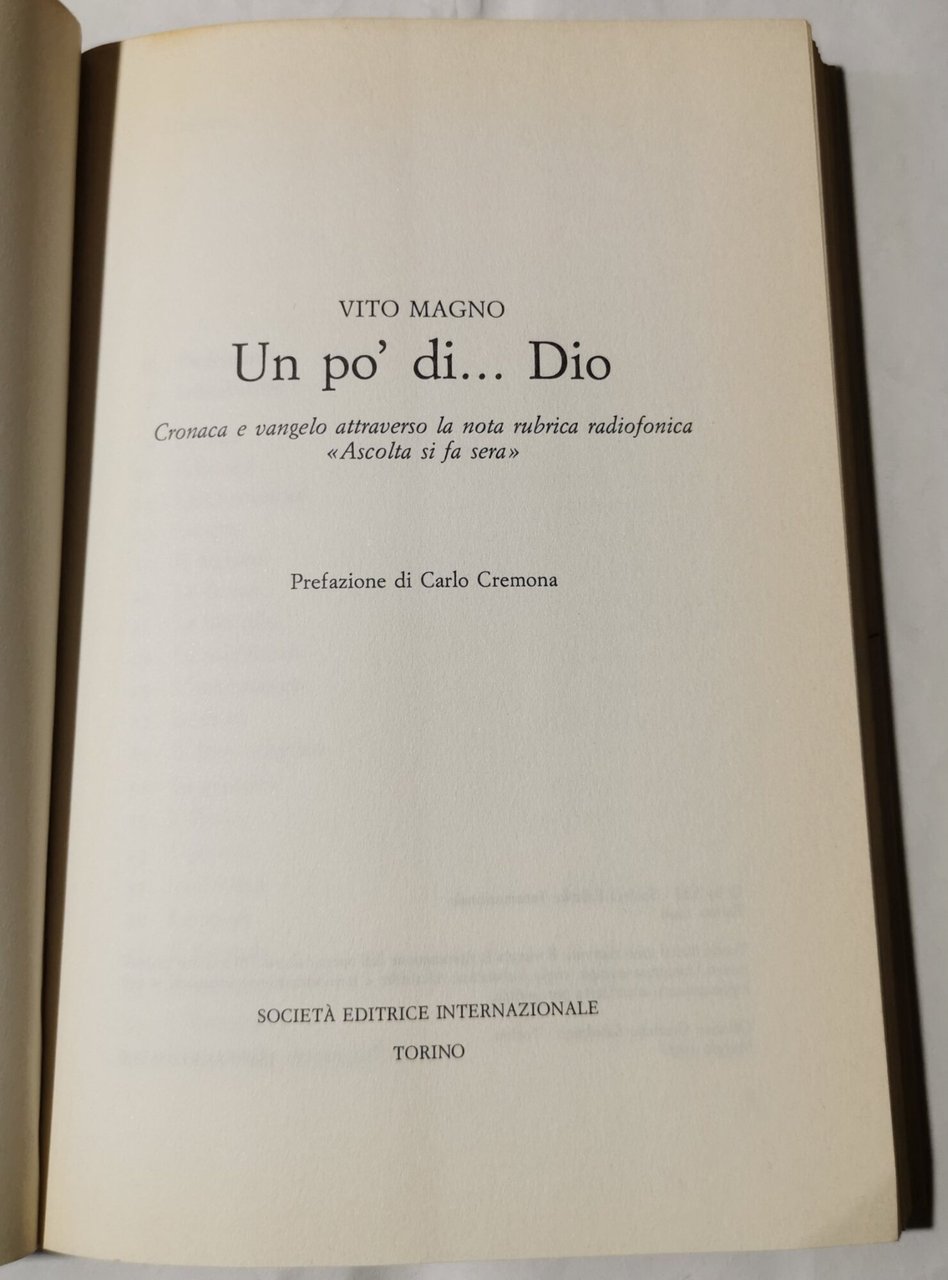 VITO MAGNO
Un po’ di... Dio
Cronaca e vangelo attraverso la nota rubrica radiofonica
«Ascolta si fa sera»
Prefazione di Carlo Cremona
SOCIETÀ EDITRICE INTERNAZIONALE
TORINO